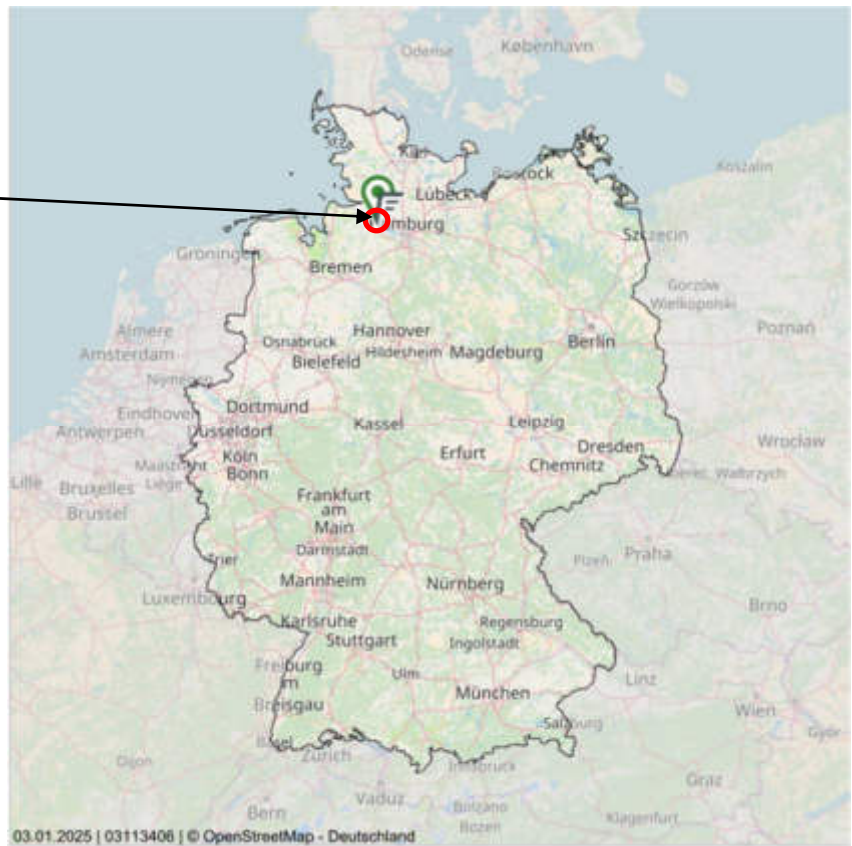 København
Odense
Kiel
Rostock
Koszalin
Lübeck
mburg
Szczecin
Groningen
Bremen
Gorzów
Wielkopolski
Almere
Hannover
Poznań
Amsterdam
Osnabrück
Hildesheim
Magdeburg
Berlin
Bielefeld
Nijmegen
Eindhoven
Dortmund
Antwerpen
Düsseldorf
Kassel
Leipzig
Wrocław
Köln
Erfurt
Dresden
Lille
Maastricht
Bonn
Chemnitz
Liberec
Wałbrzych
Bruxelles
Liège
Brussel
Frankfurt
am
Main
Darmstadt
Trier
Plzeň
Praha
Mannheim
Nürnberg
Luxembourg
Brno
Karlsruhe
Regensburg
Stuttgart
Ingolstadt
Freiburg
im
Breisgau
Ulm
München
Linz
Wien
Salzburg
Győr
Basel
Zürich
Dijon
Innsbruck
Graz
Vaduz
Bern
Bolzano
Bozen
Klagenfurt
03.01.2025 | 03113406 | © OpenStreetMap - Deutschland